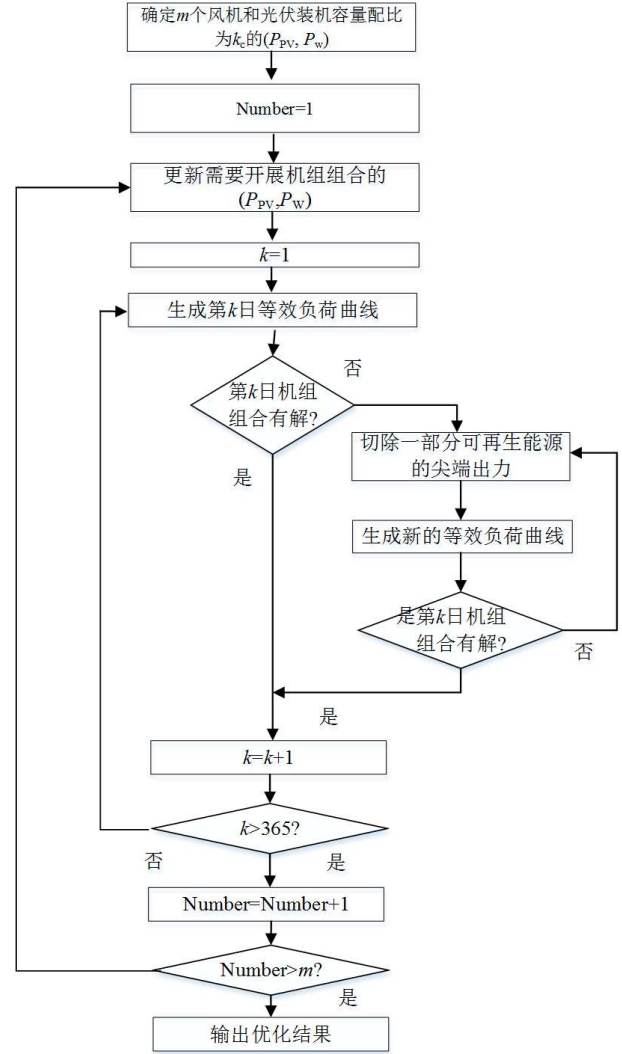 确定m个风机和光伏装机容量配比
为kc的(PPV, Pw)
Number=1
更新需要开展机组组合的
(PPV,PW)
k=1
生成第k日等效负荷曲线
第k日机组
组合有解?
否
是
切除一部分可再生能源
的尖端出力
生成新的等效负荷曲线
是第k日机组
组合有解?
否
是
k=k+1
k>365?
否
是
Number=Number+1
Number>m?
是
输出优化结果